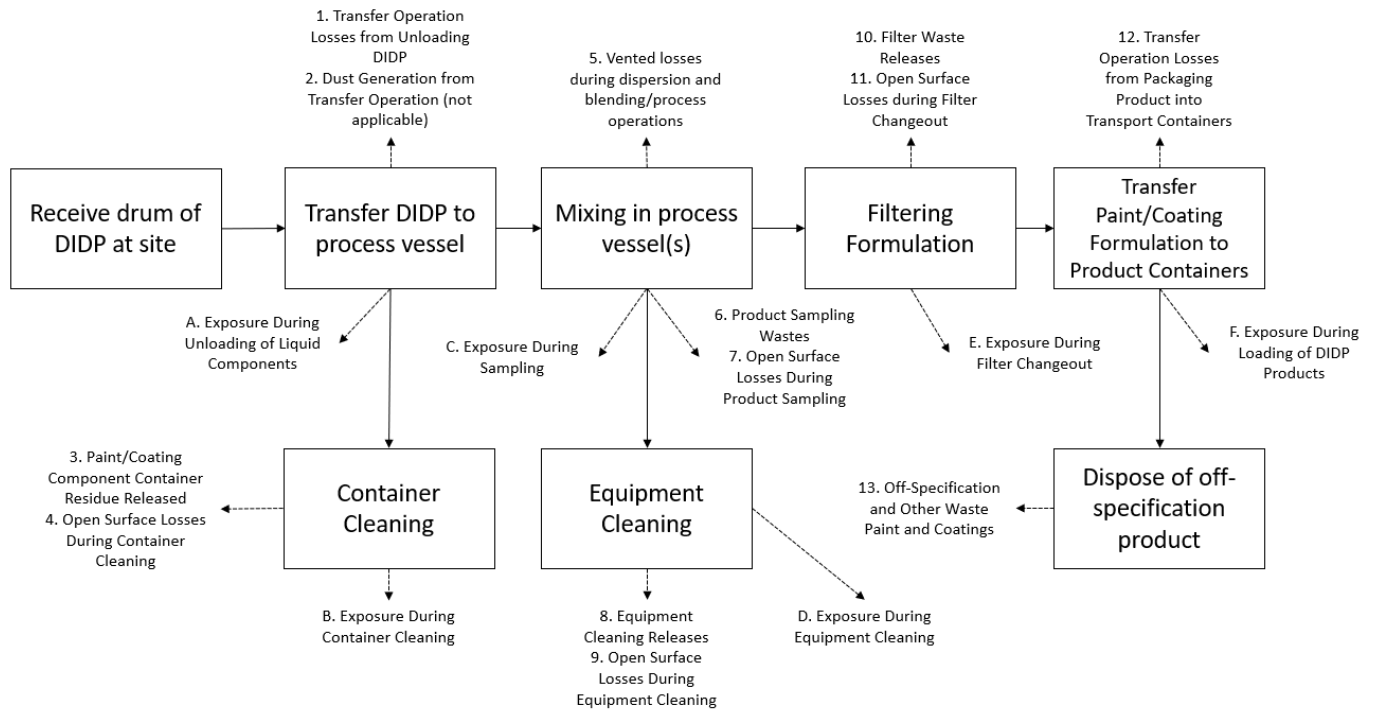 1. Transfer Operation
Losses from Unloading
DIDP
2. Dust Generation from
Transfer Operation (not
applicable)
5. Vented losses
during dispersion and
blending/process
operations
10. Filter Waste
Releases
11. Open Surface
Losses during Filter
Changeout
12. Transfer
Operation Losses
from Packaging
Product into
Transport Containers
Receive drum of
DIDP at site
Transfer DIDP to
process vessel
Mixing in process
vessel(s)
Filtering
Formulation
Transfer
Paint/Coating
Formulation to
Product Containers
A. Exposure During
Unloading of Liquid
Components
C. Exposure During
Sampling
6. Product Sampling
Wastes
7. Open Surface
Losses During
Product Sampling
E. Exposure During
Filter Changeout
F. Exposure During
Loading of DIDP
Products
3. Paint/Coating
Component Container
Residue Released
4. Open Surface Losses
During Container
Cleaning
Container
Cleaning
Equipment
Cleaning
13. Off-Specification
and Other Waste
Paint and Coatings
Dispose of off-
specification
product
B. Exposure During
Container Cleaning
8. Equipment
Cleaning Releases
9. Open Surface
Losses During
Equipment Cleaning
D. Exposure During
Equipment Cleaning